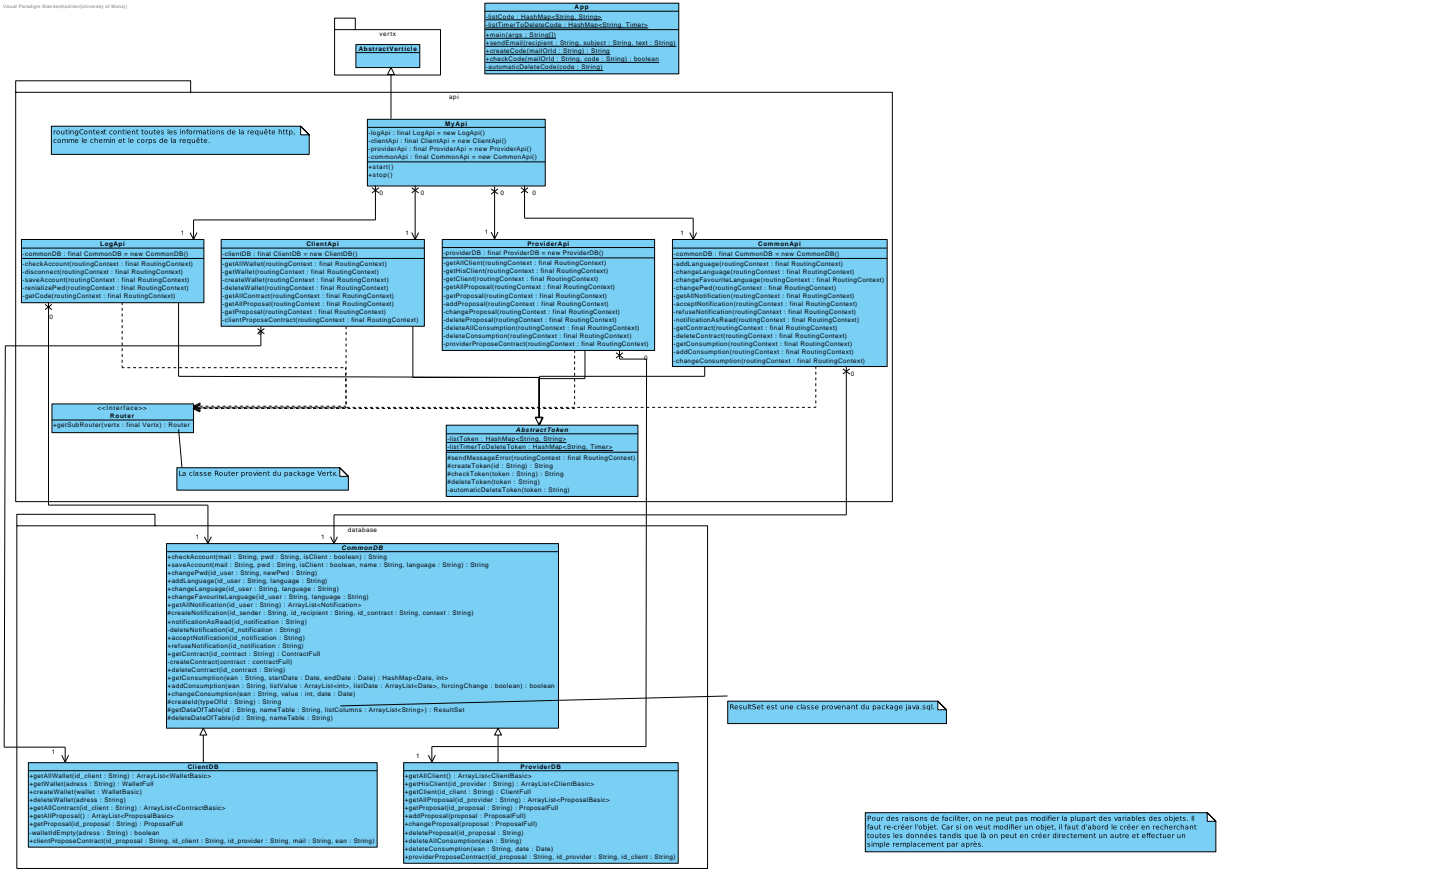 Visual Paradigm Standard(adrien(University of Mons))
App
-listCode : HashMap<String, String>
-listTimerToDeleteCode : HashMap<String, Timer>
+main(args : String[])
+sendEmail(recipient : String, subject : String, text : String)
+createCode(mailOrId : String) : String
+checkCode(mailOrId : String, code : String) : boolean
-automaticDeleteCode(code : String)
vertx
AbstractVerticle
api
routingContext contient toutes les informations de la requête http,
comme le chemin et le corps de la requête.
MyApi
-logApi : final LogApi = new LogApi()
-clientApi : final ClientApi = new ClientApi()
-providerApi : final ProviderApi = new ProviderApi()
-commonApi : final CommonApi = new CommonApi()
+start()
+stop()
0
0
0
0
1
1
1
1
LogApi
-commonDB : final CommonDB = new CommonDB()
-checkAccount(routingContext : final RoutingContext)
-disconnect(routingContext : final RoutingContext)
-saveAccount(routingContext : final RoutingContext)
-renializePwd(routingContext : final RoutingContext)
-getCode(routingContext : final RoutingContext)
0
ClientApi
-clientDB : final ClientDB = new ClientDB()
-getAllWallet(routingContext : final RoutingContext)
-getWallet(routingContext : final RoutingContext)
-createWallet(routingContext : final RoutingContext)
-deleteWallet(routingContext : final RoutingContext)
-getAllContract(routingContext : final RoutingContext)
-getAllProposal(routingContext : final RoutingContext)
-getProposal(routingContext : final RoutingContext)
-clientProposeContract(routingContext : final RoutingContext)
ProviderApi
-providerDB : final ProviderDB = new ProviderDB()
-getAllClient(routingContext : final RoutingContext)
-getHisClient(routingContext : final RoutingContext)
-getClient(routingContext : final RoutingContext)
-getAllProposal(routingContext : final RoutingContext)
-getProposal(routingContext : final RoutingContext)
-addProposal(routingContext : final RoutingContext)
-changeProposal(routingContext : final RoutingContext)
-deleteProposal(routingContext : final RoutingContext)
-deleteAllConsumption(routingContext : final RoutingContext)
-deleteConsumption(routingContext : final RoutingContext)
-providerProposeContract(routingContext : final RoutingContext)
0
CommonApi
-commonDB : final CommonDB = new CommonDB()
-addLanguage(routingContext : final RoutingContext)
-changeLanguage(routingContext : final RoutingContext)
-changeFavouriteLanguage(routingContext : final RoutingContext)
-changePwd(routingContext : final RoutingContext)
-getAllNotification(routingContext : final RoutingContext)
-acceptNotification(routingContext : final RoutingContext)
-refuseNotification(routingContext : final RoutingContext)
-notificationAsRead(routingContext : final RoutingContext)
-getContract(routingContext : final RoutingContext)
-deleteContract(routingContext : final RoutingContext)
-getConsumption(routingContext : final RoutingContext)
-addConsumption(routingContext : final RoutingContext)
-changeConsumption(routingContext : final RoutingContext)
0
<<Interface>>
Router
+getSubRouter(vertx : final Vertx) : Router
La classe Router provient du package Vertx.
AbstractToken
-listToken : HashMap<String, String>
-listTimerToDeleteToken : HashMap<String, Timer>
#sendMessageError(routingContext : final RoutingContext)
#createToken(id : String) : String
#checkToken(token : String) : String
#deleteToken(token : String)
-automaticDeleteToken(token : String)
database
1
1
CommonDB
+checkAccount(mail : String, pwd : String, isClient : boolean) : String
+saveAccount(mail : String, pwd : String, isClient : boolean, name : String, language : String) : String
+changePwd(id_user : String, newPwd : String)
+addLanguage(id_user : String, language : String)
+changeLanguage(id_user : String, language : String)
+changeFavouriteLanguage(id_user : String, language : String)
+getAllNotification(id_user : String) : ArrayList<Notification>
#createNotification(id_sender : String, id_recipient : String, id_contract : String, context : String)
+notificationAsRead(id_notification : String)
-deleteNotification(id_notification : String)
+acceptNotification(id_notification : String)
+refuseNotification(id_notification : String)
+getContract(id_contract : String) : ContractFull
-createContract(contract : contractFull)
+deleteContract(id_contract : String)
+getConsumption(ean : String, startDate : Date, endDate : Date) : HashMap<Date, int>
+addConsumption(ean : String, listValue : ArrayList<int>, listDate : ArrayList<Date>, forcingChange : boolean) : boolean
+changeConsumption(ean : String, value : int, date : Date)
#createId(typeOfId : String) : String
#getDataOfTable(id : String, nameTable : String, listColumns : ArrayList<String>) : ResultSet
#deleteDateOfTable(id : String, nameTable : String)
ResultSet est une classe provenant du package java.sql.
1
1
ClientDB
+getAllWallet(id_client : String) : ArrayList<WalletBasic>
+getWallet(adress : String) : WalletFull
+createWallet(wallet : WalletBasic)
+deleteWallet(adress : String)
+getAllContract(id_client : String) : ArrayList<ContractBasic>
+getAllProposal() : ArrayList<ProposalBasic>
+getProposal(id_proposal : String) : ProposalFull
-walletIdEmpty(adress : String) : boolean
+clientProposeContract(id_proposal : String, id_client : String, id_provider : String, mail : String, ean : String)
ProviderDB
+getAllClient() : ArrayList<ClientBasic>
+getHisClient(id_provider : String) : ArrayList<ClientBasic>
+getClient(id_client : String) : ClientFull
+getAllProposal(id_provider : String) : ArrayList<ProposalBasic>
+getProposal(id_proposal : String) : ProposalFull
+addProposal(proposal : ProposalFull)
+changeProposal(proposal : ProposalFull)
+deleteProposal(id_proposal : String)
+deleteAllConsumption(ean : String)
+deleteConsumption(ean : String, date : Date)
+providerProposeContract(id_proposal : String, id_provider : String, id_client : String)
Pour des raisons de faciliter, on ne peut pas modifier la plupart des variables des objets. Il
faut re-créer l'objet. Car si on veut modifier un objet, il faut d'abord le créer en recherchant
toutes les données tandis que là on peut en créer directement un autre et effectuer un
simple remplacement par après.